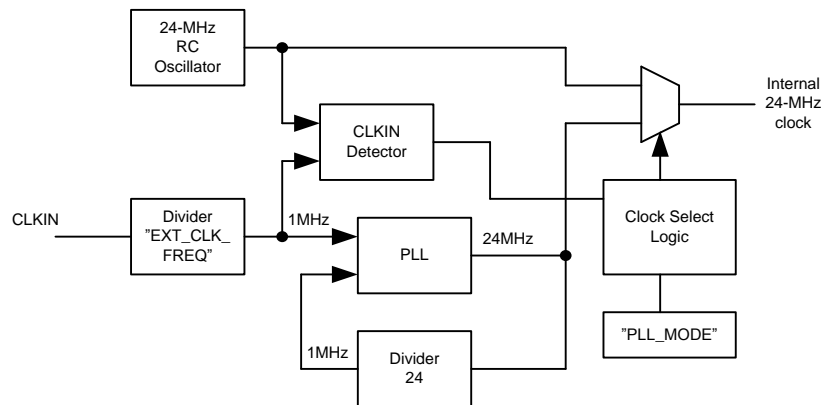 24-MHz
RC
Oscillator
Internal
24-MHz
clock
CLKIN
Detector
CLKIN
Divider
"EXT_CLK_
FREQ"
1MHz
PLL
24MHz
Clock Select
Logic
1MHz
Divider
24
"PLL_MODE"